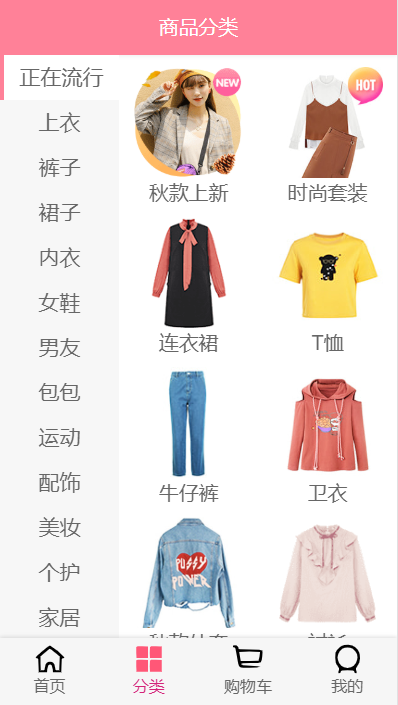 商品分类
正在流行
上衣
裤子
裙子
内衣
女鞋
男友
包包
运动
配饰
美妆
个护
家居
NEW
HOT
秋款上新
时尚套装
连衣裙
T恤
牛仔裤
卫衣
PUSSY
POWER
首页
分类
购物车
我的